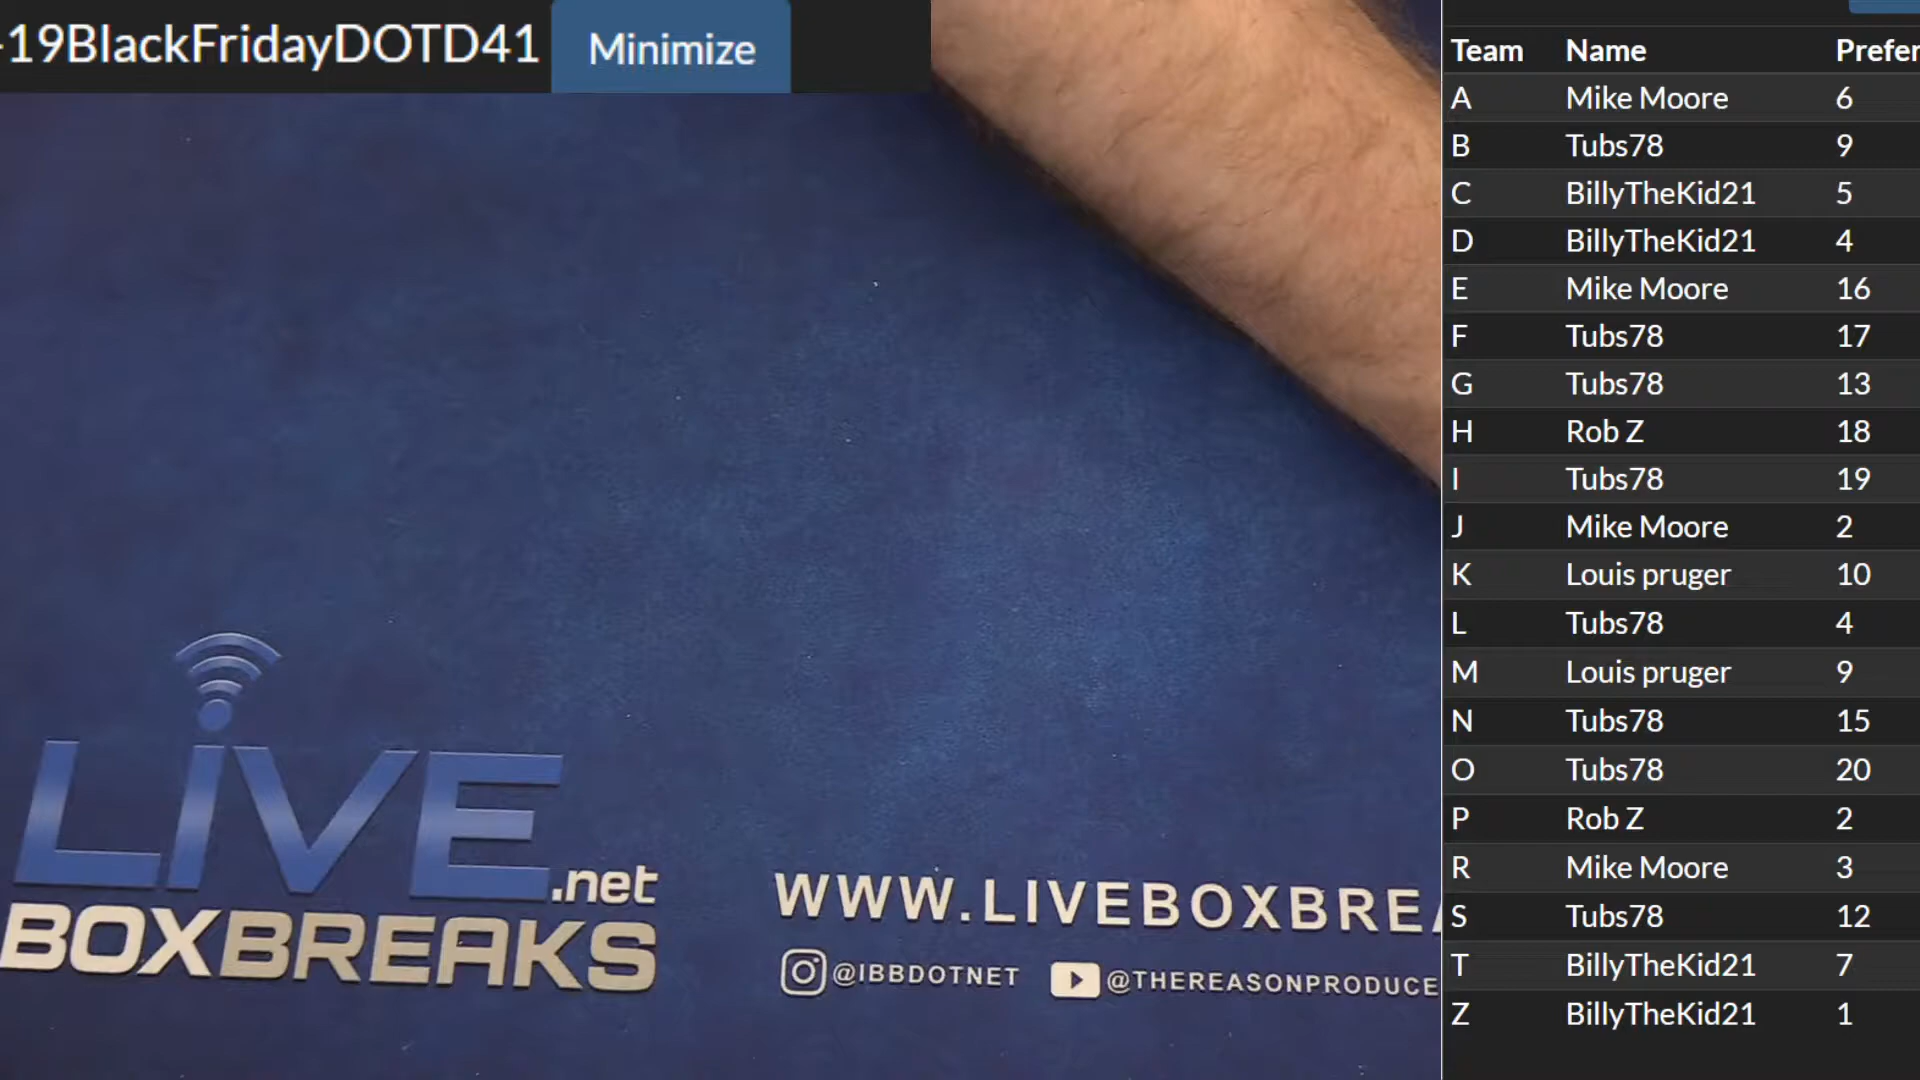 -19BlackFridayDOTD41
Minimize
LIVE.net
BOXBREAKS
WWW.LIVEBOXBREA
@IBBDOTNET
@THEREASONPRODUCE
Team Name Prefer
A Mike Moore 6
B Tubs78 9
C BillyTheKid21 5
D BillyTheKid21 4
E Mike Moore 16
F Tubs78 17
G Tubs78 13
H Rob Z 18
I Tubs78 19
J Mike Moore 2
K Louis pruger 10
L Tubs78 4
M Louis pruger 9
N Tubs78 15
O Tubs78 20
P Rob Z 2
R Mike Moore 3
S Tubs78 12
T BillyTheKid21 7
Z BillyTheKid21 1